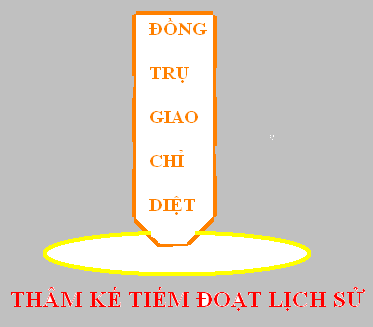 ĐỒNG
TRỤ
GIAO
CHỈ
DIỆT
THÂM KẾ TIẾM ĐOẠT LỊCH SỬ